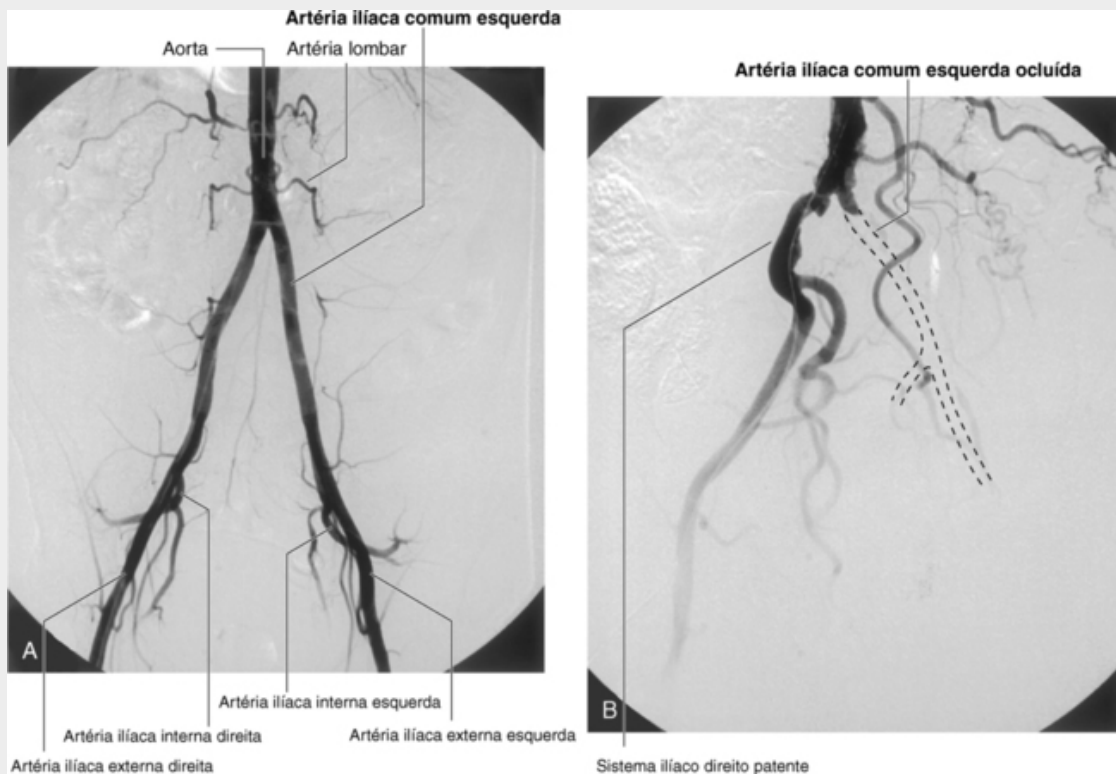 Artéria ilíaca comum esquerda
Aorta
Artéria lombar
A
Artéria ilíaca interna esquerda
Artéria ilíaca interna direita
Artéria ilíaca externa esquerda
Artéria ilíaca externa direita
Artéria ilíaca comum esquerda ocluída
B
Sistema ilíaco direito patente